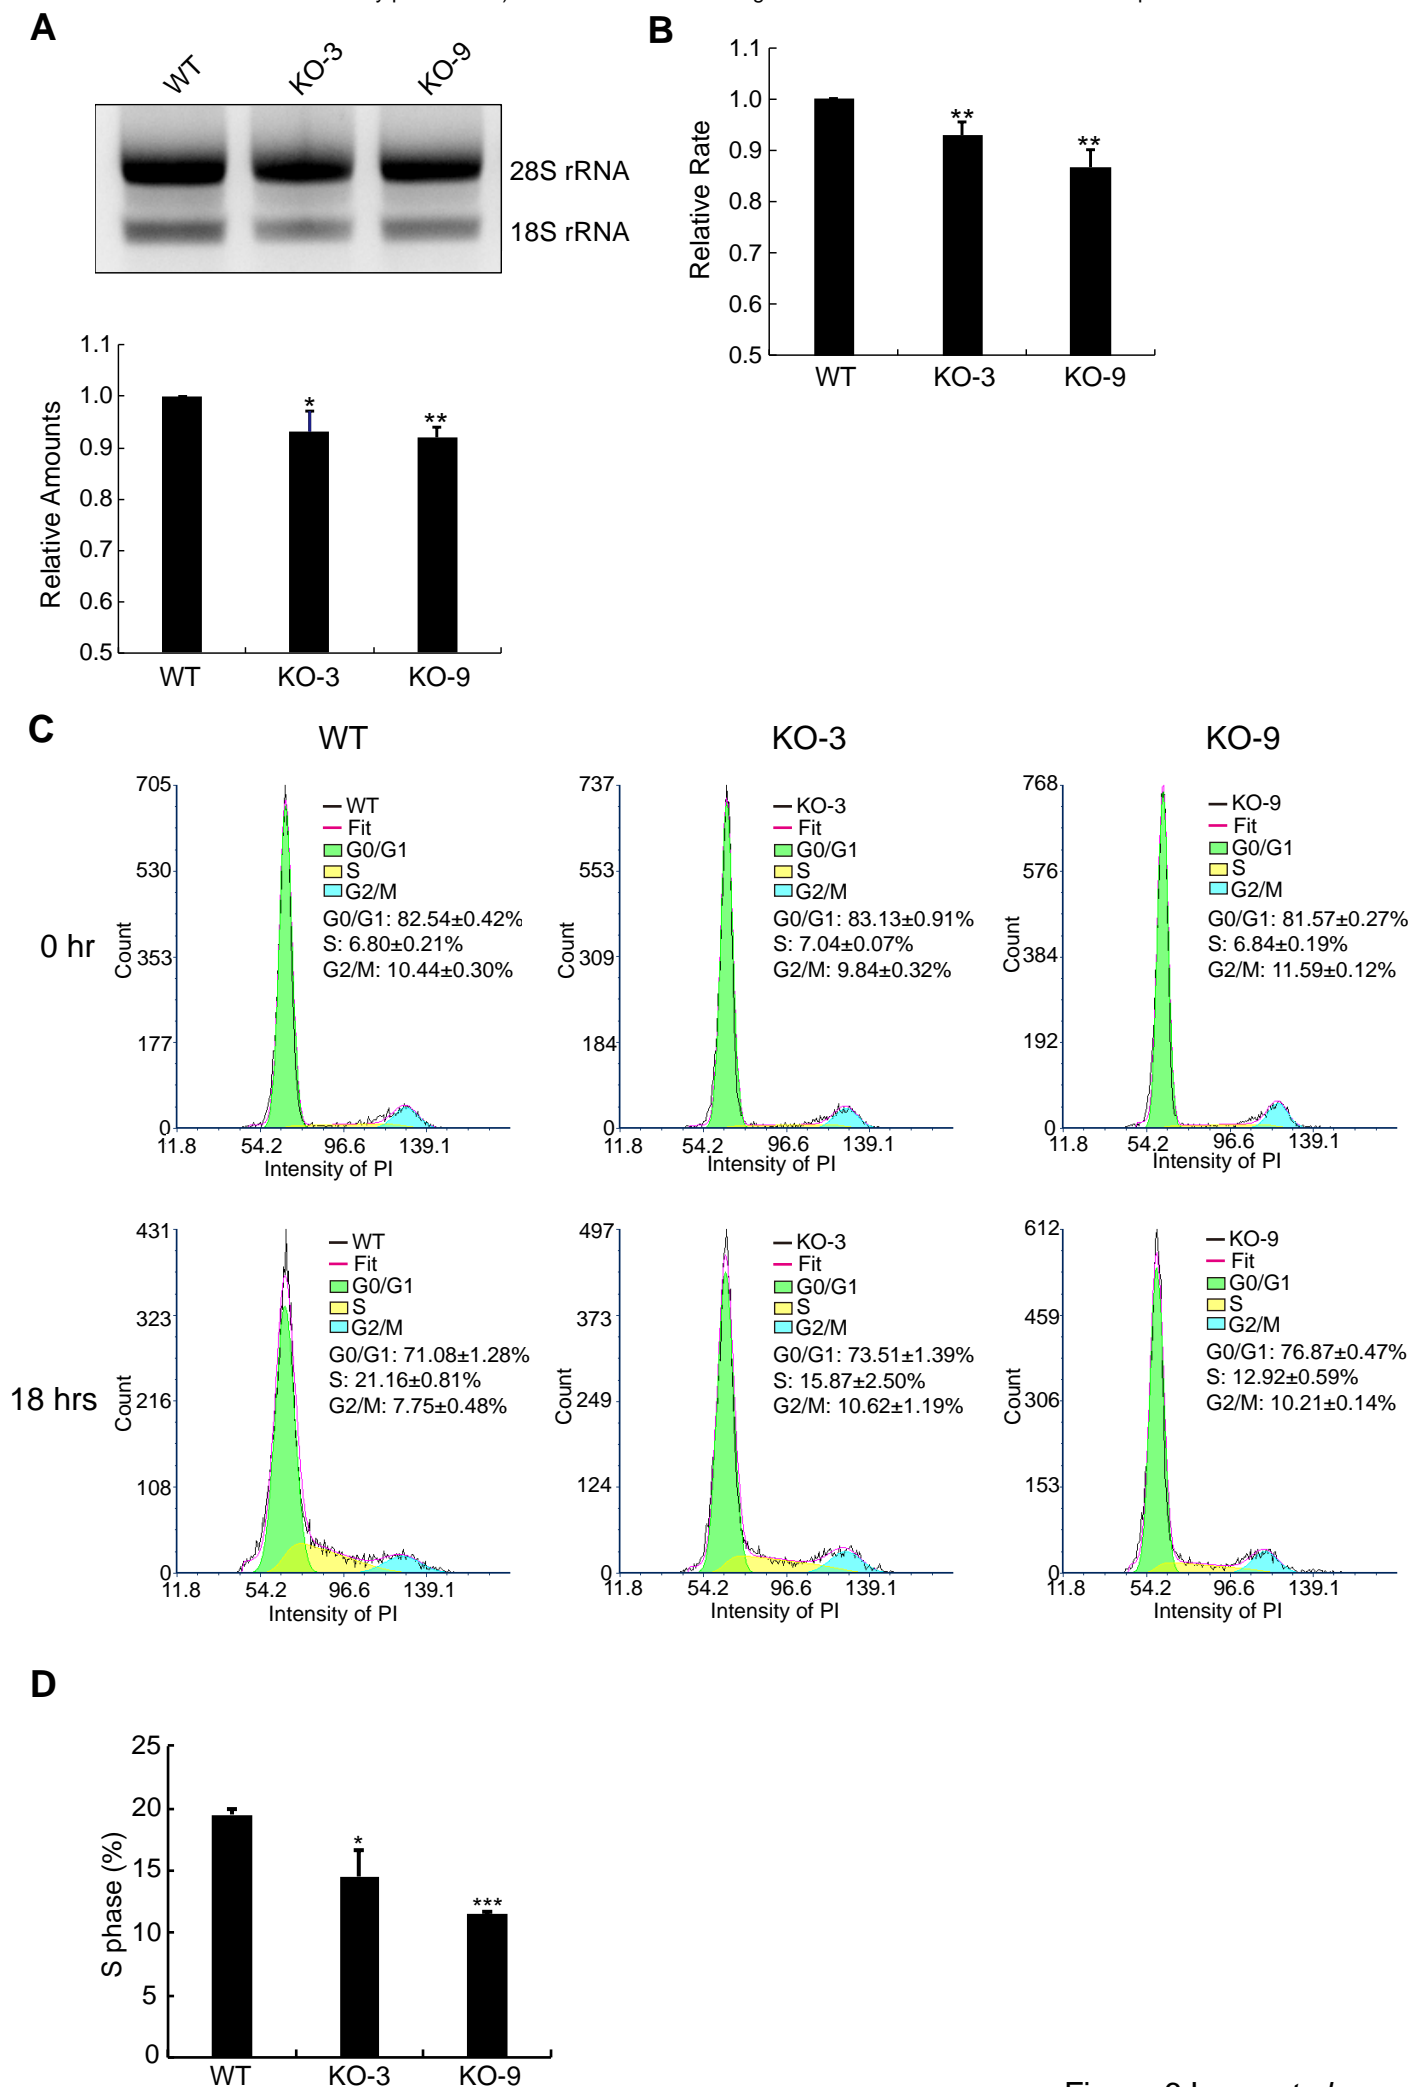 A
WT
KO-3
KO-9
28S rRNA
18S rRNA
1.1
1.0
0.9
0.8
0.7
0.6
0.5
Relative Amounts
*
**
WT
KO-3
KO-9
B
1.1
1.0
0.9
0.8
0.7
0.6
0.5
Relative Rate
**
**
WT
KO-3
KO-9
C
WT
KO-3
KO-9
0 hr
705
530
353
177
0
Count
WT
Fit
G0/G1
S
G2/M
G0/G1: 82.54±0.42%
S: 6.80±0.21%
G2/M: 10.44±0.30%
11.8
54.2
96.6
139.1
Intensity of PI
737
553
309
184
0
Count
KO-3
Fit
G0/G1
S
G2/M
G0/G1: 83.13±0.91%
S: 7.04±0.07%
G2/M: 9.84±0.32%
11.8
54.2
96.6
139.1
Intensity of PI
768
576
384
192
0
Count
KO-9
Fit
G0/G1
S
G2/M
G0/G1: 81.57±0.27%
S: 6.84±0.19%
G2/M: 11.59±0.12%
11.8
54.2
96.6
139.1
Intensity of PI
18 hrs
431
323
216
108
0
Count
WT
Fit
G0/G1
S
G2/M
G0/G1: 71.08±1.28%
S: 21.16±0.81%
G2/M: 7.75±0.48%
11.8
54.2
96.6
139.1
Intensity of PI
497
373
249
124
0
Count
KO-3
Fit
G0/G1
S
G2/M
G0/G1: 73.51±1.39%
S: 15.87±2.50%
G2/M: 10.62±1.19%
11.8
54.2
96.6
139.1
Intensity of PI
612
459
306
153
0
Count
KO-9
Fit
G0/G1
S
G2/M
G0/G1: 76.87±0.47%
S: 12.92±0.59%
G2/M: 10.21±0.14%
11.8
54.2
96.6
139.1
Intensity of PI
D
25
20
15
10
5
0
S phase (%)
*
***
WT
KO-3
KO-9